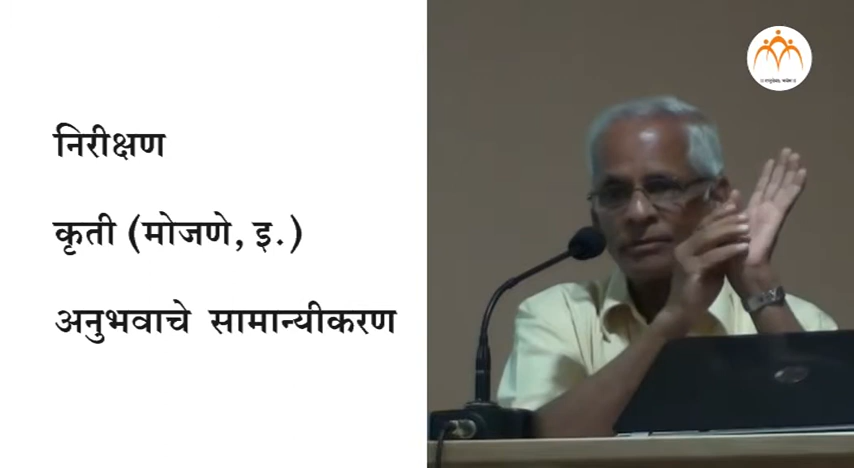 निरीक्षण
कृती (मोजणे, इ.)
अनुभवाचे सामान्यीकरण